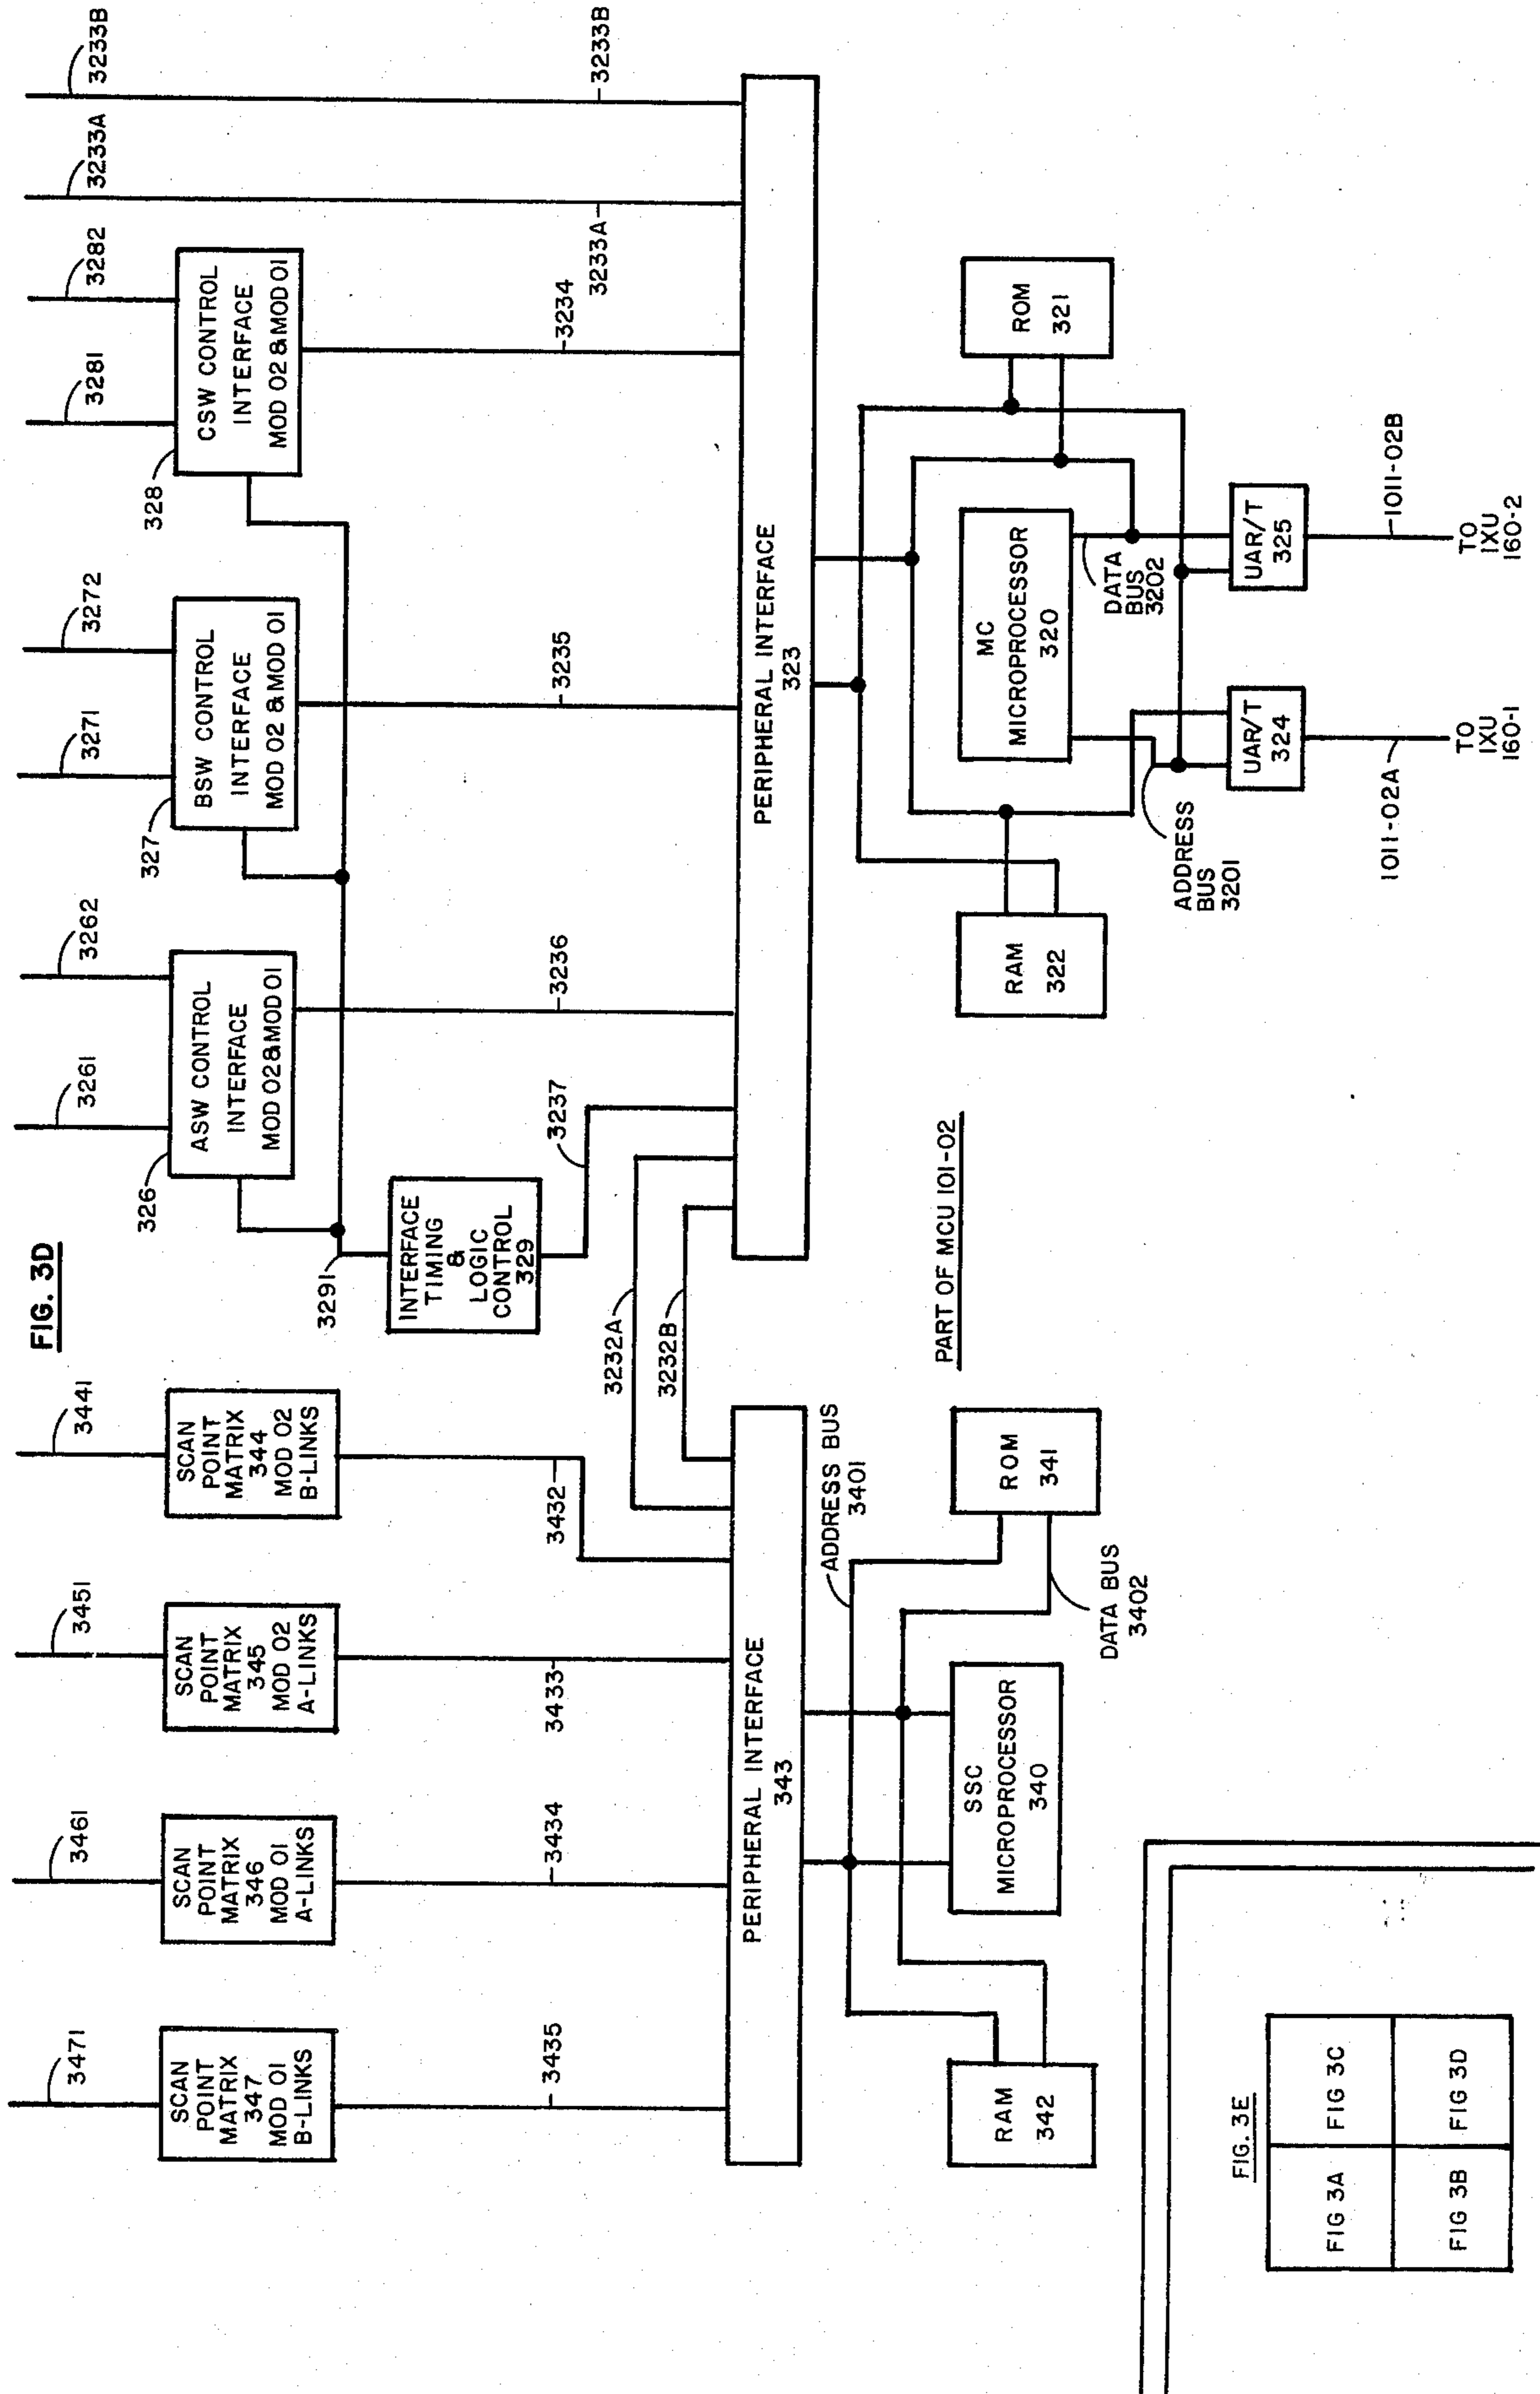 FIG. 3D
3471
3461
3451
3441
3261
3262
3271
3272
3281
3282
3233A
3233B
SCAN
POINT
MATRIX
347
MOD 01
B-LINKS
SCAN
POINT
MATRIX
346
MOD 01
A-LINKS
SCAN
POINT
MATRIX
345
MOD 02
A-LINKS
SCAN
POINT
MATRIX
344
MOD 02
B-LINKS
326
ASW CONTROL
INTERFACE
MOD 02&MOD 01
327
BSW CONTROL
INTERFACE
MOD 02 &MOD 01
328
CSW CONTROL
INTERFACE
MOD 02&MOD 01
3291
INTERFACE
TIMING
&
LOGIC
CONTROL
329
3435
3434
3433
3432
3232A
3232B
3237
3236
3235
3234
3233A
3233B
PERIPHERAL INTERFACE
343
PERIPHERAL INTERFACE
323
ADDRESS BUS
3401
RAM
342
SSC
MICROPROCESSOR
340
ROM
341
DATA BUS
3402
PART OF MCU 101-02
RAM
322
MC
MICROPROCESSOR
320
ROM
321
DATA
BUS
3202
ADDRESS
BUS
3201
UAR/T
324
UAR/T
325
1011-02A
1011-02B
TO
IXU
160-1
TO
IXU
160-2
FIG. 3E
FIG 3A
FIG 3C
FIG 3B
FIG 3D